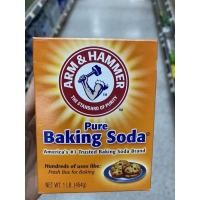 ARM & HAMMER
THE STANDARD OF PURITY
Pure
Baking Soda
America's #1 Trusted Baking Soda Brand
Hundreds of uses like:
Fresh Box for Baking
NET WT. 1 LB. (454g)